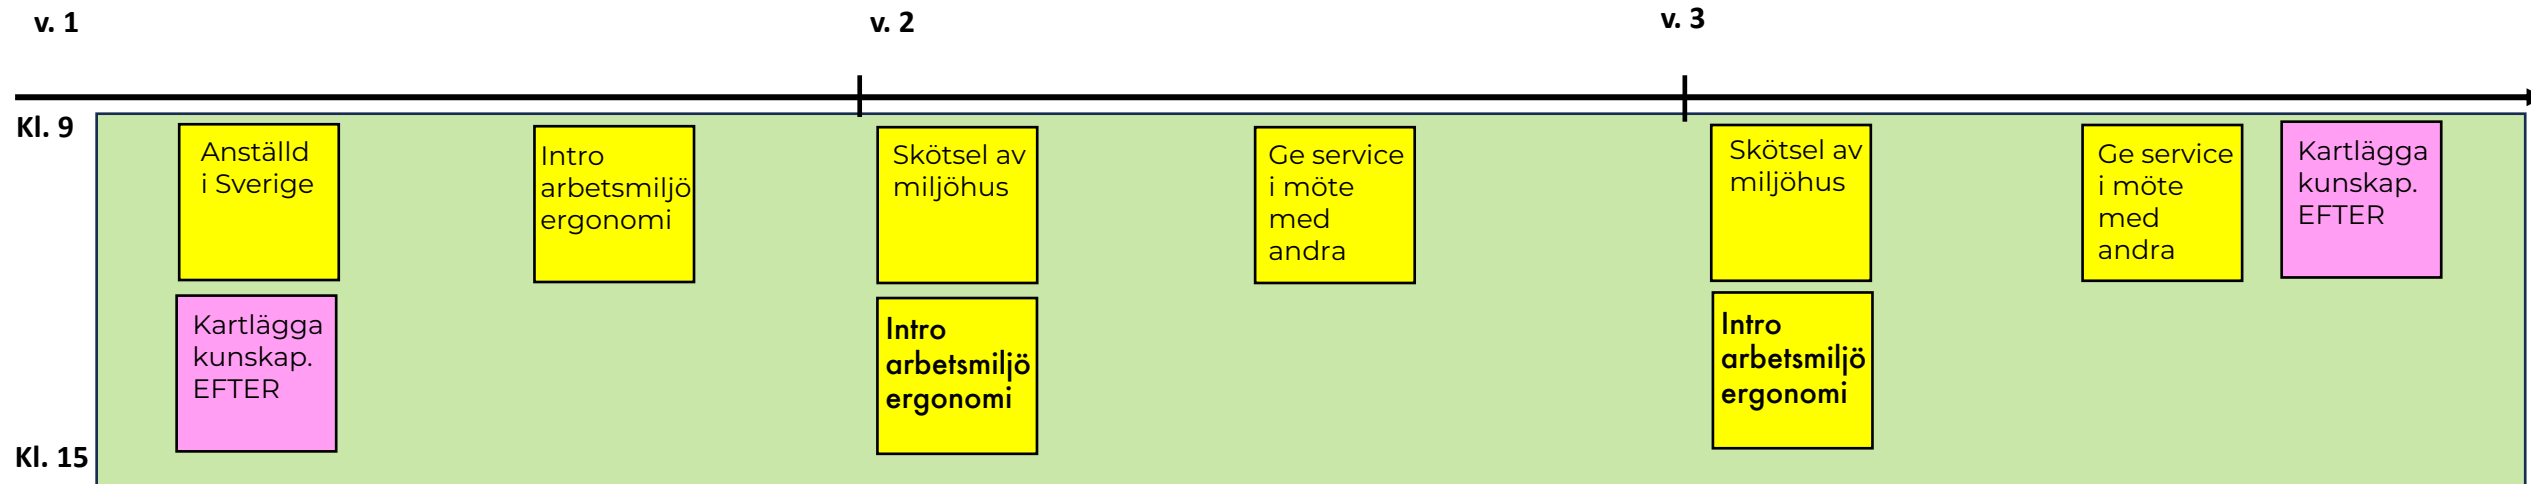 v. 1
v. 2
v. 3
Kl. 9
Anställd
i Sverige
Intro
arbetsmiljö
ergonomi
Skötsel av
miljöhus
Ge service
i möte
med
andra
Skötsel av
miljöhus
Ge service
i möte
med
andra
Kartlägga
kunskap.
EFTER
Kartlägga
kunskap.
EFTER
Intro
arbetsmiljö
ergonomi
Intro
arbetsmiljö
ergonomi
Kl. 15